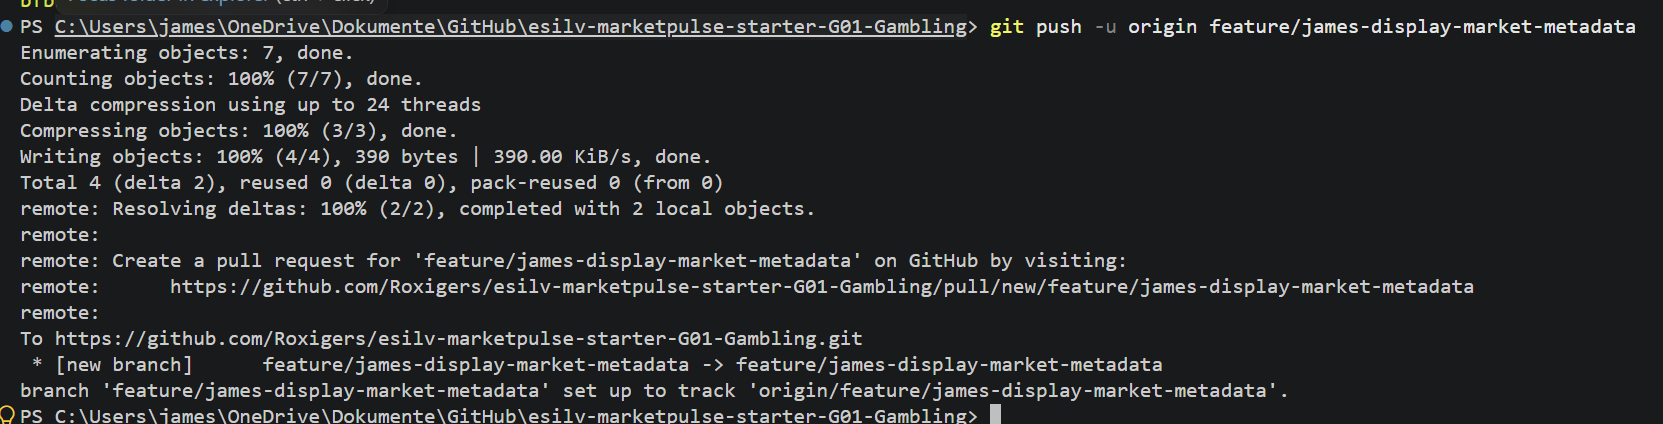 PS C:\Users\james\OneDrive\Dokumente\GitHub\esilv-marketpulse-starter-G01-Gambling> git push -u origin feature/james-display-market-metadata
Enumerating objects: 7, done.
Counting objects: 100% (7/7), done.
Delta compression using up to 24 threads
Compressing objects: 100% (3/3), done.
Writing objects: 100% (4/4), 390 bytes | 390.00 KiB/s, done.
Total 4 (delta 2), reused 0 (delta 0), pack-reused 0 (from 0)
remote: Resolving deltas: 100% (2/2), completed with 2 local objects.
remote:
remote: Create a pull request for 'feature/james-display-market-metadata' on GitHub by visiting:
remote:      https://github.com/Roxigers/esilv-marketpulse-starter-G01-Gambling/pull/new/feature/james-display-market-metadata
remote:
To https://github.com/Roxigers/esilv-marketpulse-starter-G01-Gambling.git
 * [new branch]      feature/james-display-market-metadata -> feature/james-display-market-metadata
branch 'feature/james-display-market-metadata' set up to track 'origin/feature/james-display-market-metadata'.
PS C:\Users\james\OneDrive\Dokumente\GitHub\esilv-marketpulse-starter-G01-Gambling>